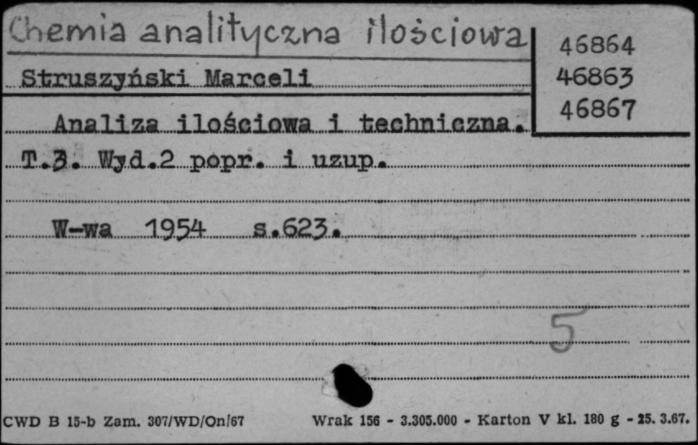 Chemia analityczna ilościowa
46864
46863
46867
Struszyński Marceli
Analiza ilościowa i techniczna.
T.3. Wyd.2 popr. i uzup.
W-wa 1954 s.623.
5
CWD B 15-b Zam. 307/WD/On/67 Wrak 156 - 3.305.000 - Karton V kl. 180 g - 25. 3.67.